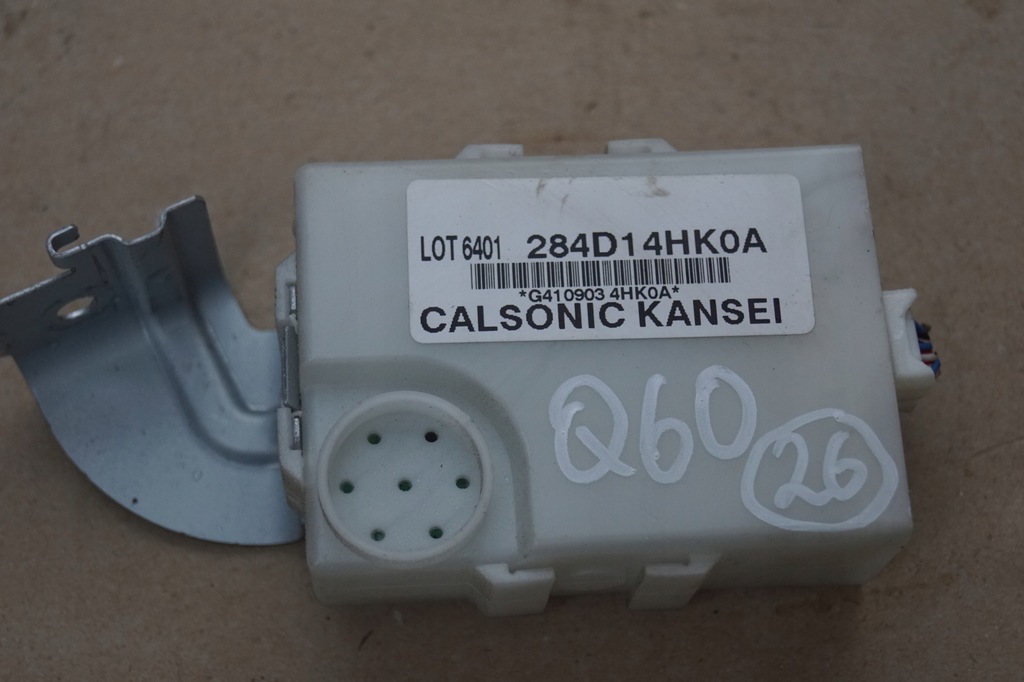 LOT 6401 284D14HK0A
*G410903 4HK0A*
CALSONIC KANSEI
Q60
26